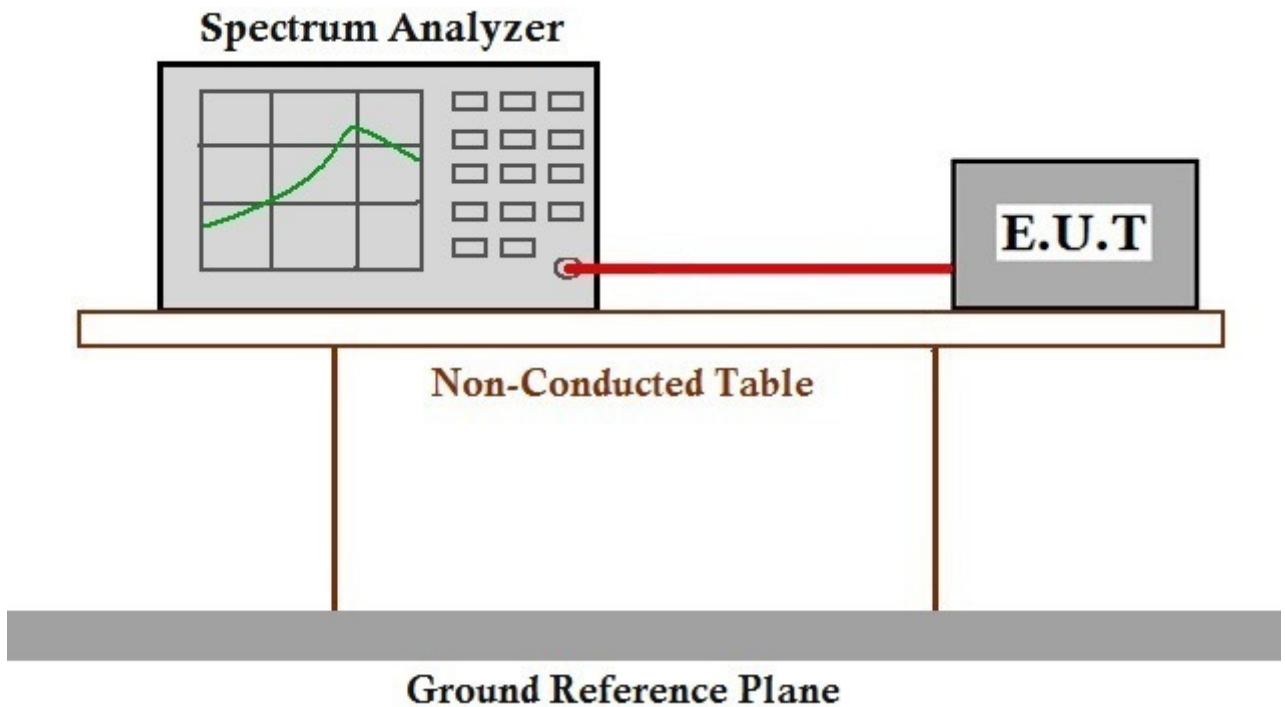 Spectrum Analyzer
E.U.T
Non-Conducted Table
Ground Reference Plane